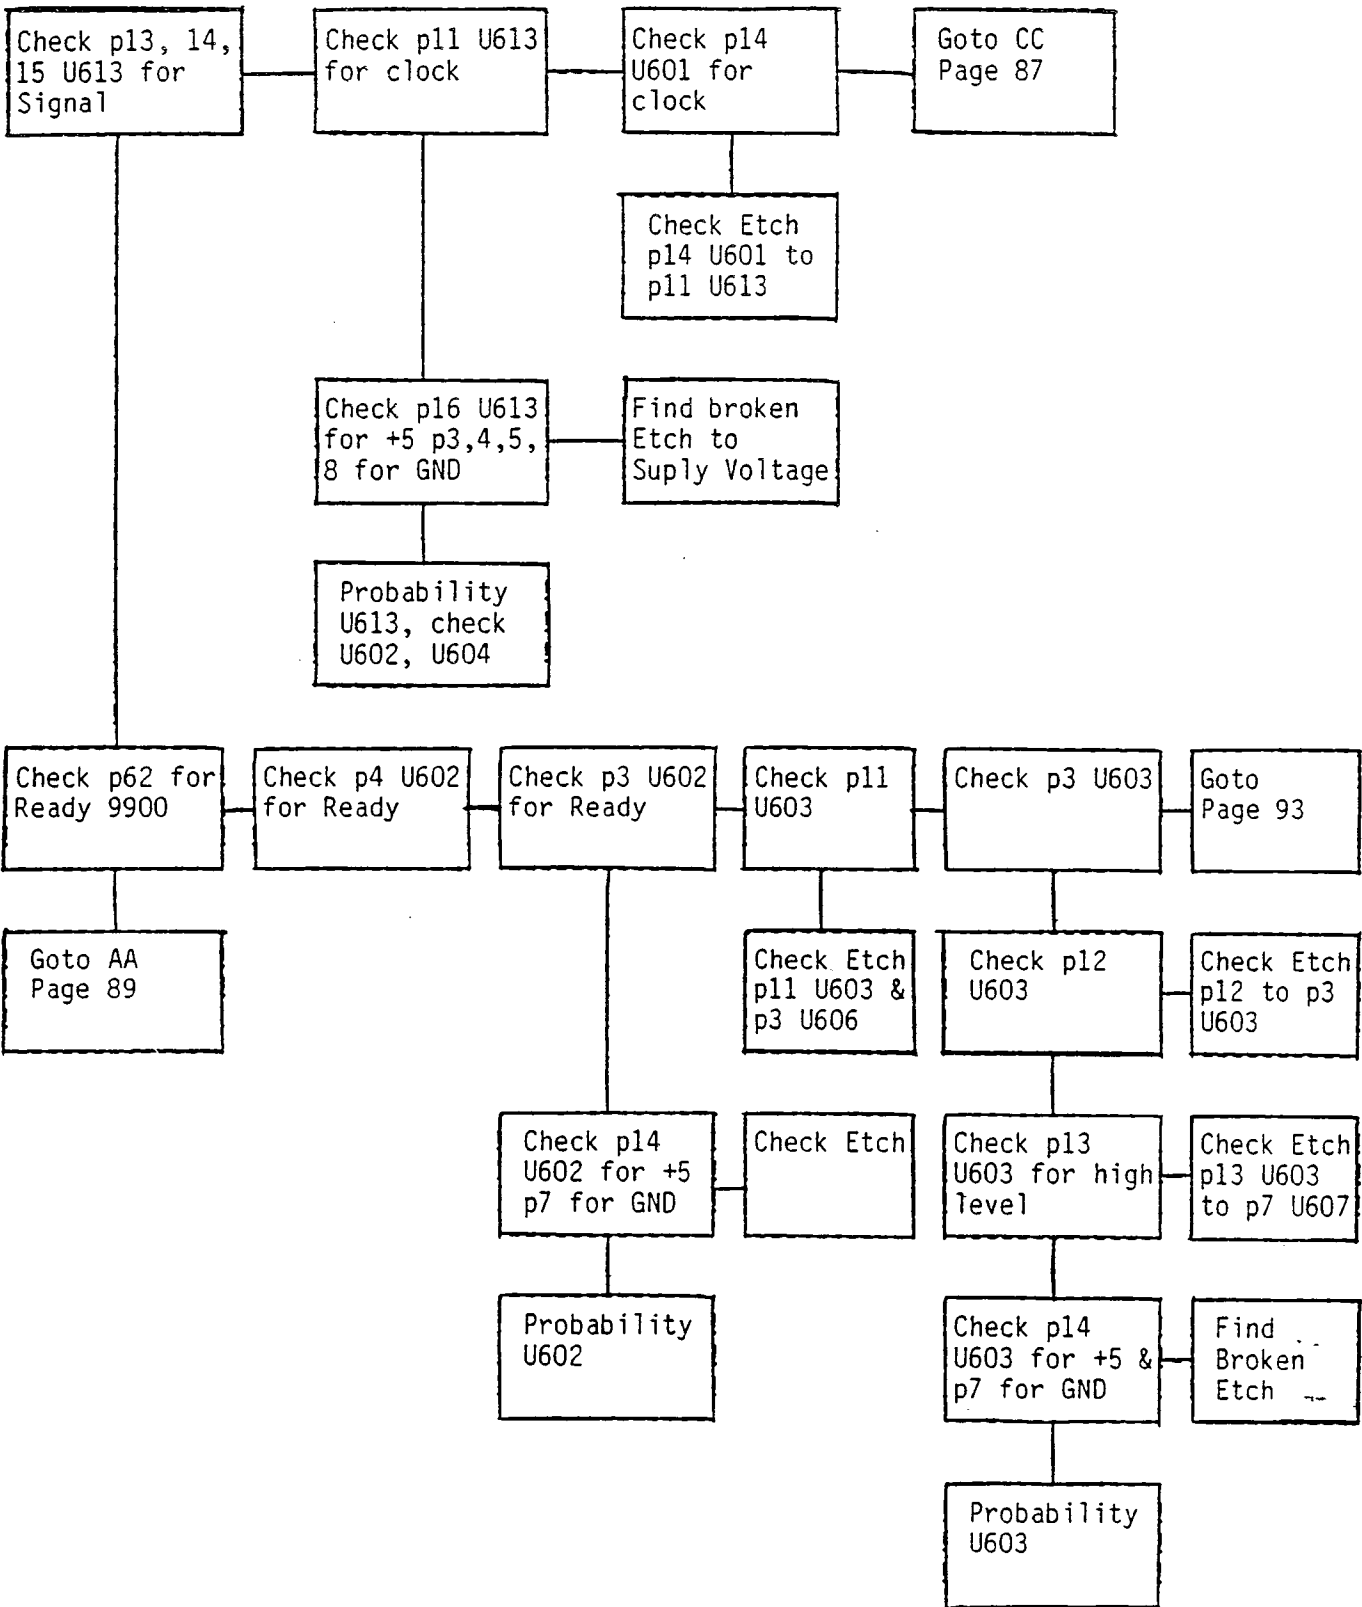 Check p13, 14,
15 U613 for
Signal
Check p11 U613
for clock
Check p14
U601 for
clock
Goto CC
Page 87
Check Etch
p14 U601 to
p11 U613
Check p16 U613
for +5 p3,4,5,
8 for GND
Find broken
Etch to
Suply Voltage
Probability
U613, check
U602, U604
Check p62 for
Ready 9900
Check p4 U602
for Ready
Check p3 U602
for Ready
Check p11
U603
Check p3 U603
Goto
Page 93
Goto AA
Page 89
Check Etch
p11 U603 &
p3 U606
Check p12
U603
Check Etch
p12 to p3
U603
Check p14
U602 for +5
p7 for GND
Check Etch
Check p13
U603 for high
level
Check Etch
p13 U603
to p7 U607
Probability
U602
Check p14
U603 for +5 &
p7 for GND
Find
Broken
Etch
Probability
U603